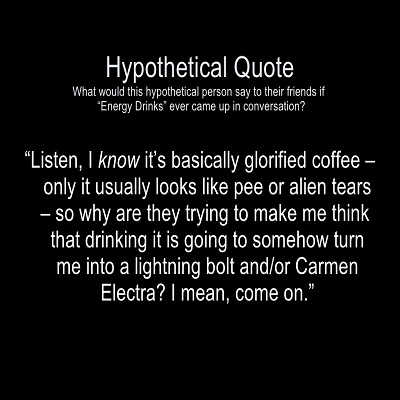 Hypothetical Quote
What would this hypothetical person say to their friends if
“Energy Drinks” ever came up in conversation?
“Listen, I know it’s basically glorified coffee –
only it usually looks like pee or alien tears
– so why are they trying to make me think
that drinking it is going to somehow turn
me into a lightning bolt and/or Carmen
Electra? I mean, come on.”